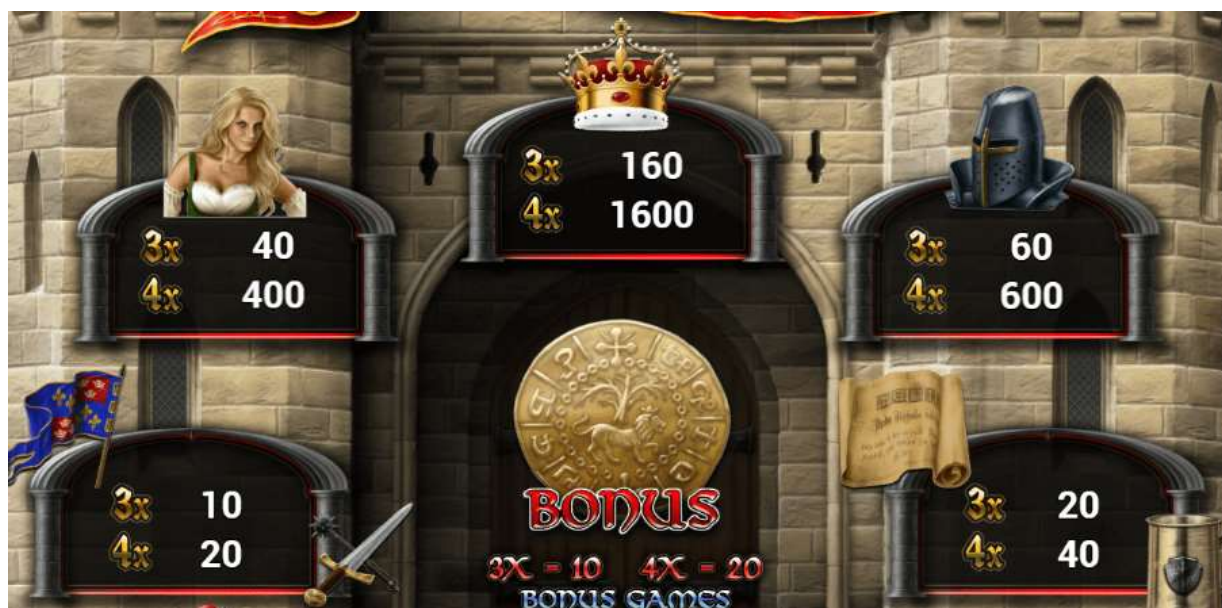 3x 160
4x 1600
3x 40
4x 400
3x 60
4x 600
3x 10
4x 20
BONUS
3X = 10 4X = 20
BONUS GAMES
3x 20
4x 40